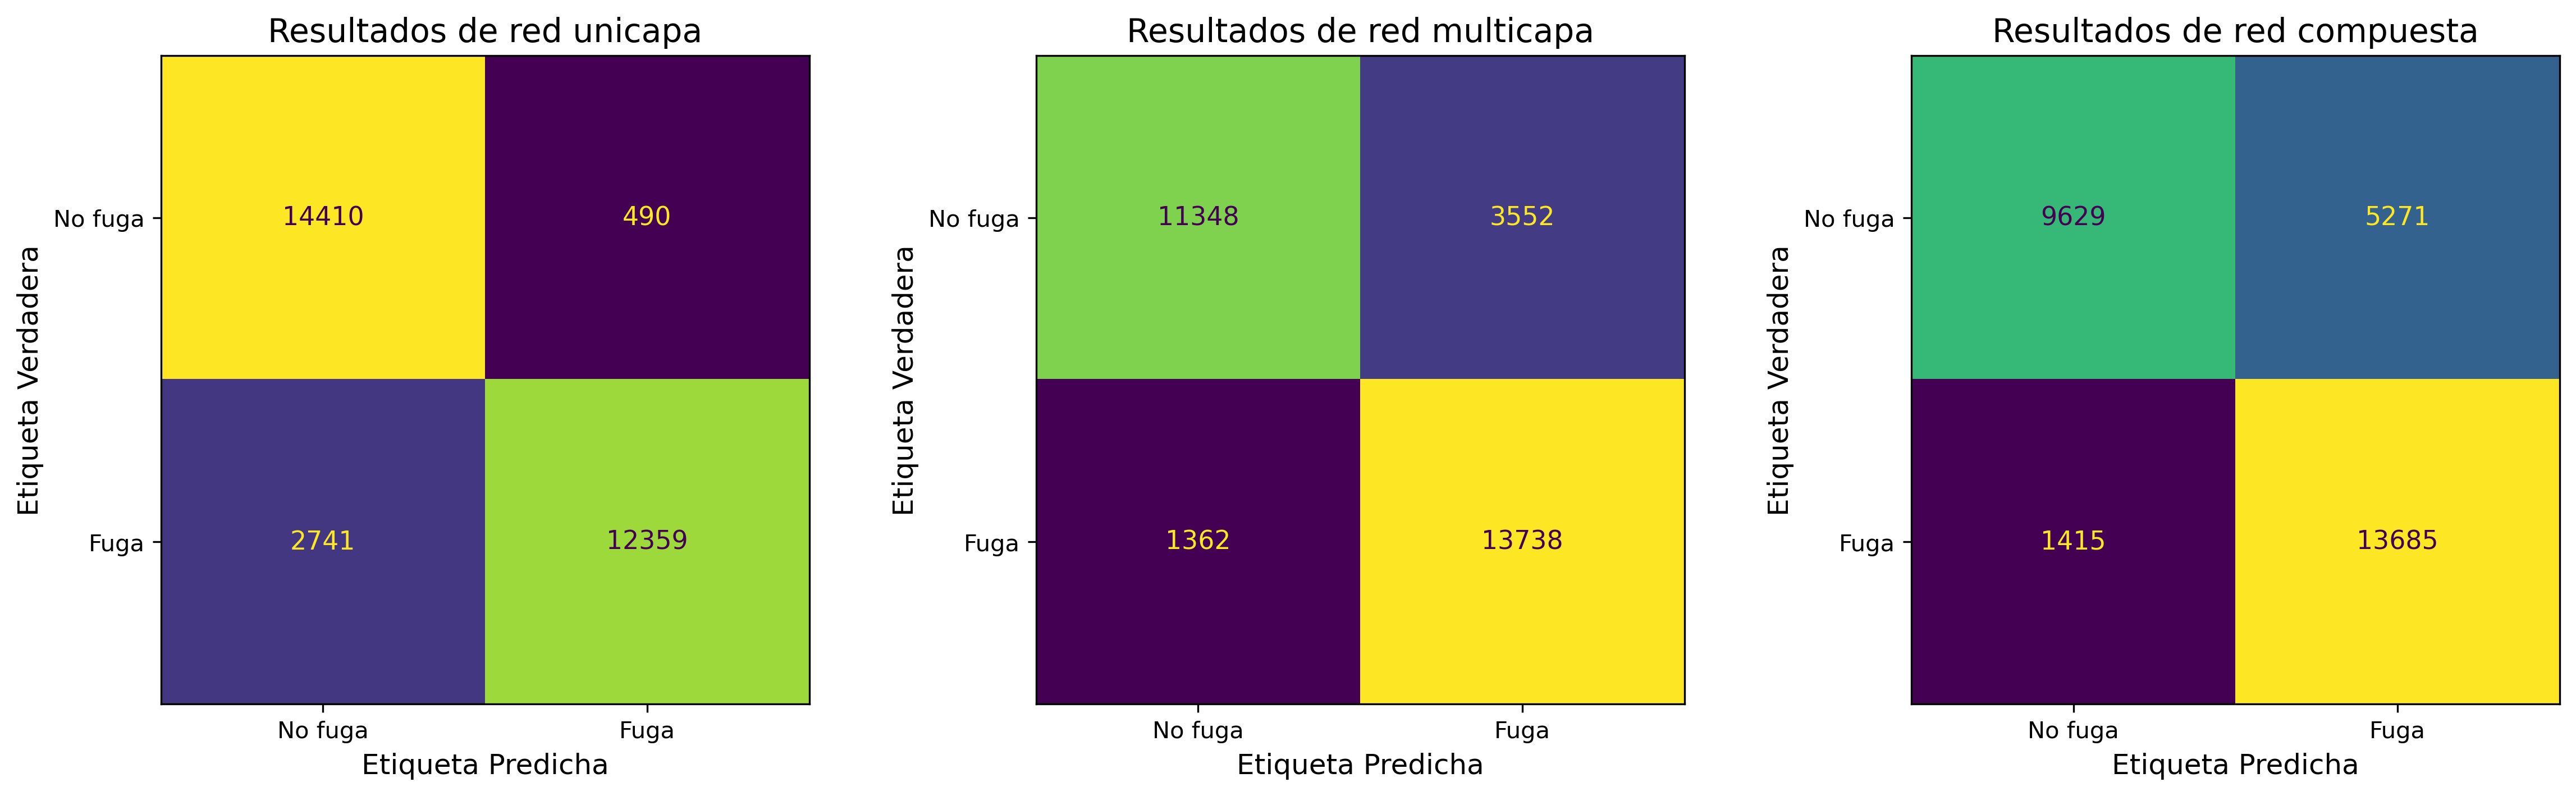 Resultados de red unicapa
Etiqueta Verdadera
No fuga
14410
490
Fuga
2741
12359
No fuga
Fuga
Etiqueta Predicha
Resultados de red multicapa
Etiqueta Verdadera
No fuga
11348
3552
Fuga
1362
13738
No fuga
Fuga
Etiqueta Predicha
Resultados de red compuesta
Etiqueta Verdadera
No fuga
9629
5271
Fuga
1415
13685
No fuga
Fuga
Etiqueta Predicha